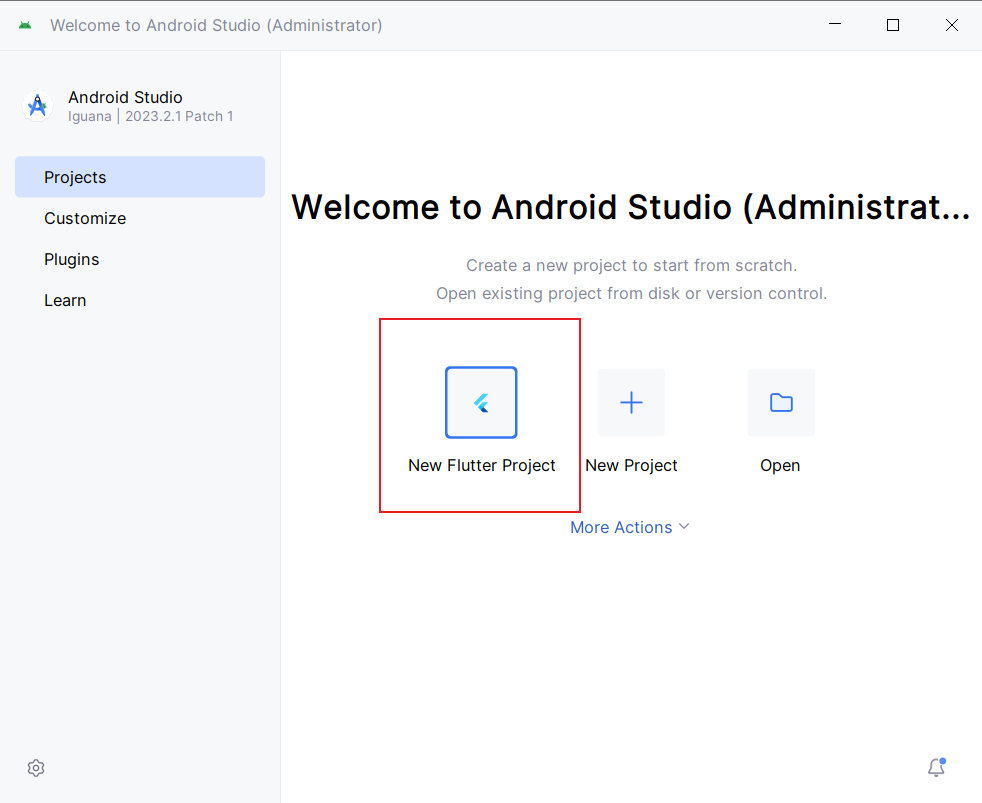 Welcome to Android Studio (Administrator)
Android Studio
Iguana | 2023.2.1 Patch 1
Projects
Customize
Plugins
Learn
Welcome to Android Studio (Administrat...
Create a new project to start from scratch.
Open existing project from disk or version control.
New Flutter Project
New Project
Open
More Actions